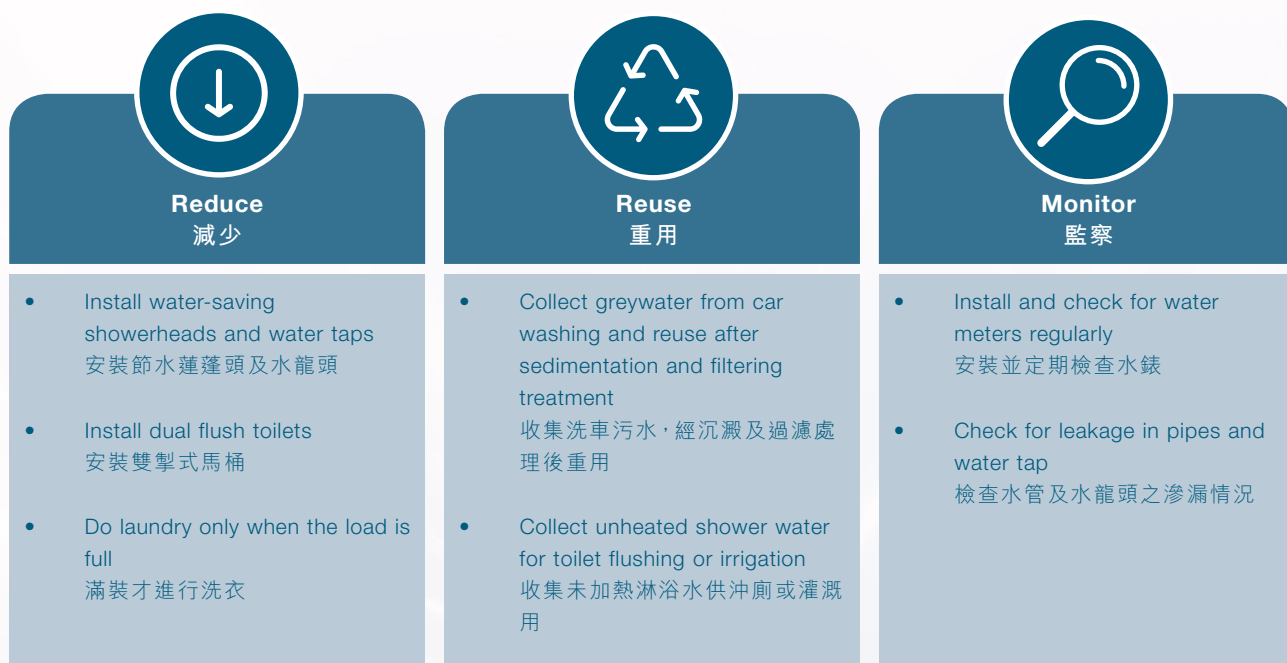 Reduce
減少
• Install water-saving
showerheads and water taps
安裝節水蓮蓬頭及水龍頭
• Install dual flush toilets
安裝雙掣式馬桶
• Do laundry only when the load is
full
滿裝才進行洗衣
Reuse
重用
• Collect greywater from car
washing and reuse after
sedimentation and filtering
treatment
收集洗車污水，經沉澱及過濾處
理後重用
• Collect unheated shower water
for toilet flushing or irrigation
收集未加熱淋浴水供沖廁或灌溉
用
Monitor
監察
• Install and check for water
meters regularly
安裝並定期檢查水錶
• Check for leakage in pipes and
water tap
檢查水管及水龍頭之滲漏情況